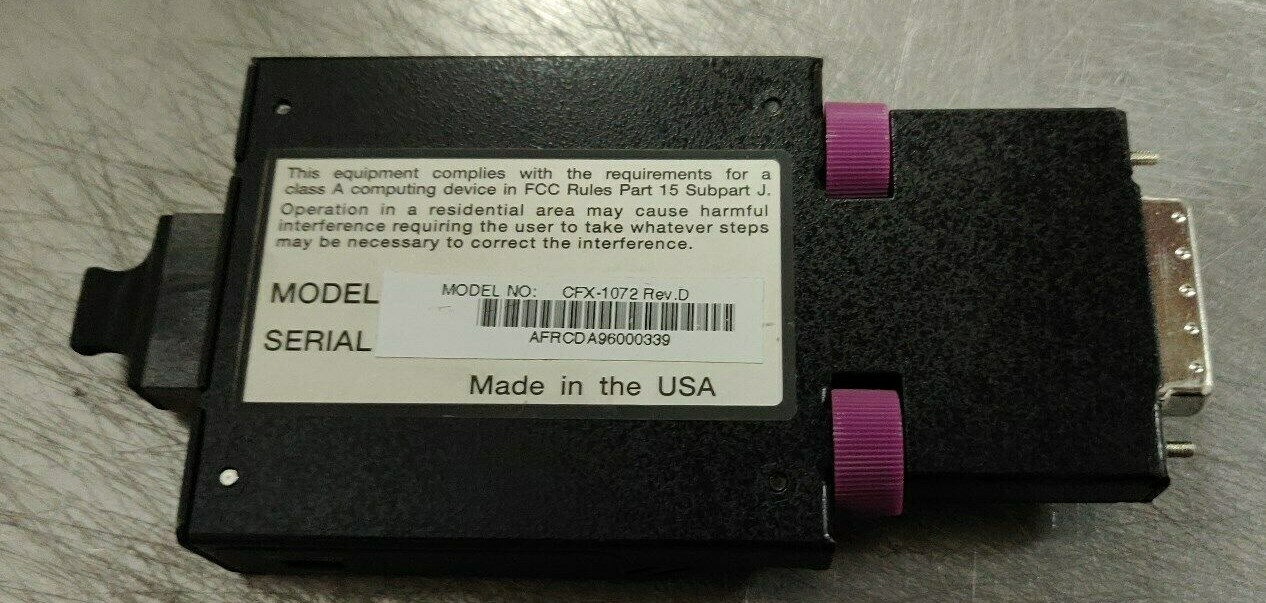 This equipment complies with the requirements for a
class A computing device in FCC Rules Part 15 Subpart J.
Operation in a residential area may cause harmful
interference requiring the user to take whatever steps
may be necessary to correct the interference.
MODEL
MODEL NO: CFX-1072 Rev.D
SERIAL
AFRCDA96000339
Made in the USA